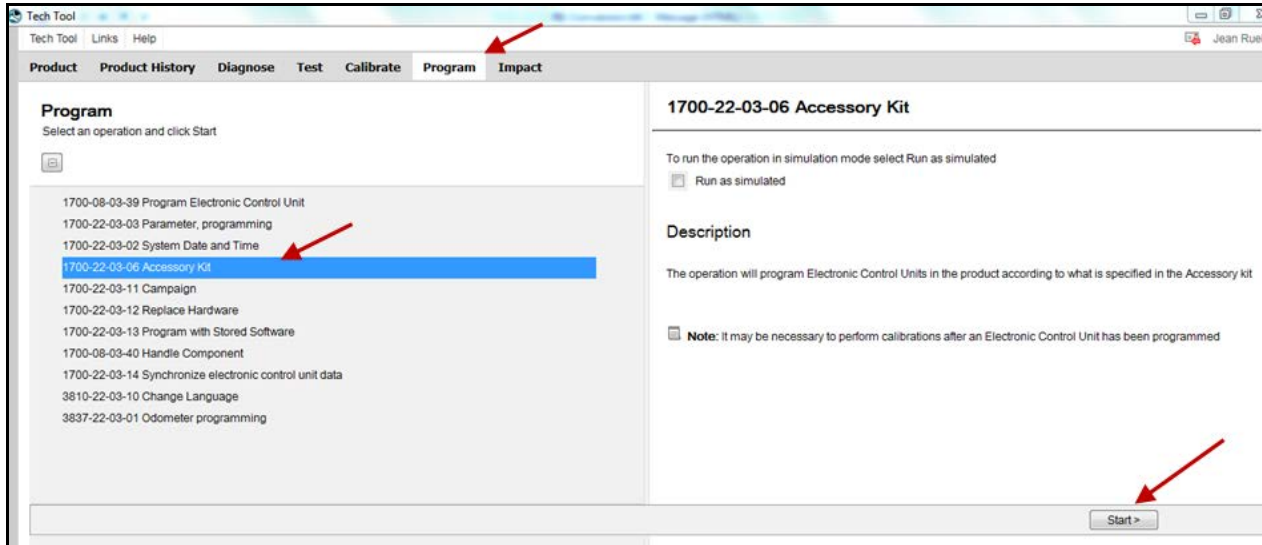 Tech Tool
Tech Tool Links Help
Jean Rue
Product Product History Diagnose Test Calibrate Program Impact
Program
Select an operation and click Start
1700-08-03-39 Program Electronic Control Unit
1700-22-03-03 Parameter, programming
1700-22-03-02 System Date and Time
1700-22-03-06 Accessory Kit
1700-22-03-11 Campaign
1700-22-03-12 Replace Hardware
1700-22-03-13 Program with Stored Software
1700-08-03-40 Handle Component
1700-22-03-14 Synchronize electronic control unit data
3810-22-03-10 Change Language
3837-22-03-01 Odometer programming
1700-22-03-06 Accessory Kit
To run the operation in simulation mode select Run as simulated
Run as simulated
Description
The operation will program Electronic Control Units in the product according to what is specified in the Accessory kit
Note: It may be necessary to perform calibrations after an Electronic Control Unit has been programmed
Start >